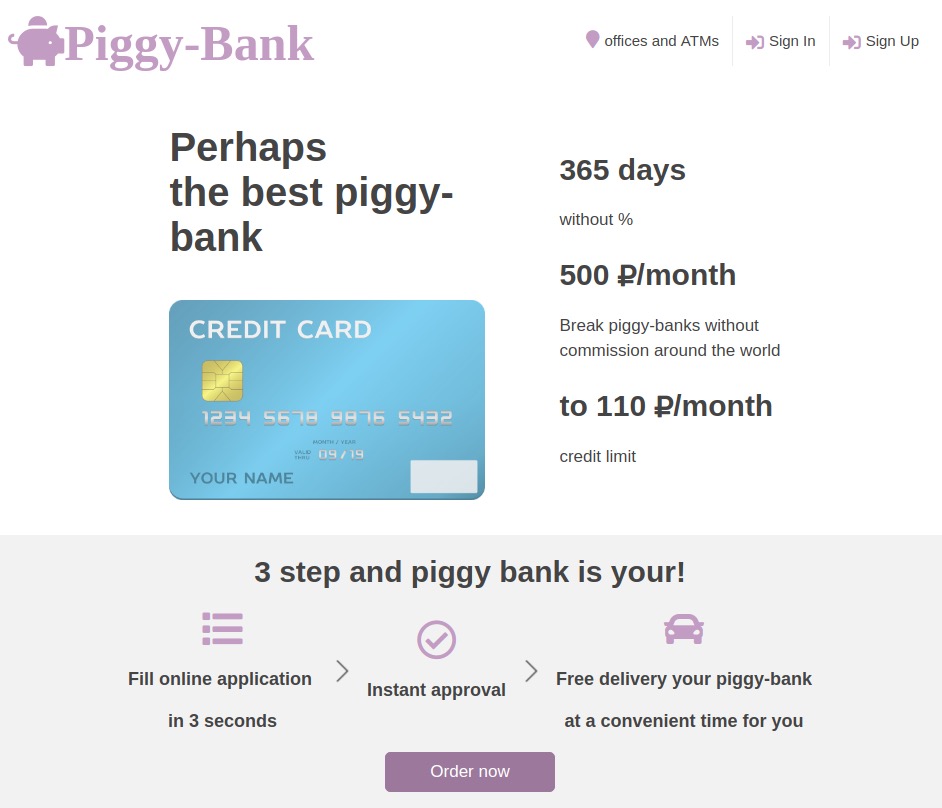 Piggy-Bank
offices and ATMs
Sign In
Sign Up
Perhaps
the best piggy-
bank
CREDIT CARD
1234 5678 9876 5432
MONTH / YEAR
VALID
THRU
09/19
YOUR NAME
365 days
without %
500 ₽/month
Break piggy-banks without
commission around the world
to 110 ₽/month
credit limit
3 step and piggy bank is your!
Fill online application
in 3 seconds
Instant approval
Free delivery your piggy-bank
at a convenient time for you
Order now